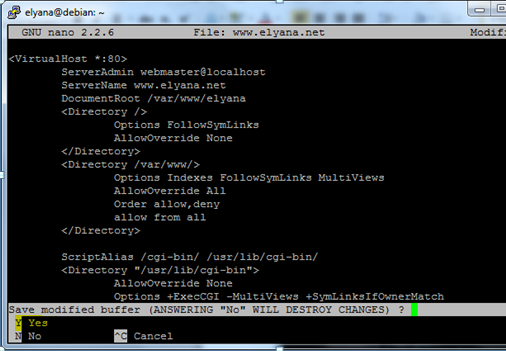 elyana@debian: ~
GNU nano 2.2.6 File: www.elyana.net Modif
<VirtualHost *:80>
ServerAdmin webmaster@localhost
ServerName www.elyana.net
DocumentRoot /var/www/elyana
<Directory />
Options FollowSymLinks
AllowOverride None
</Directory>
<Directory /var/www/>
Options Indexes FollowSymLinks MultiViews
AllowOverride All
Order allow,deny
allow from all
</Directory>
ScriptAlias /cgi-bin/ /usr/lib/cgi-bin/
<Directory "/usr/lib/cgi-bin">
AllowOverride None
Options +ExecCGI -MultiViews +SymLinksIfOwnerMatch
Save modified buffer (ANSWERING "No" WILL DESTROY CHANGES) ?
Y Yes
N No ^C Cancel